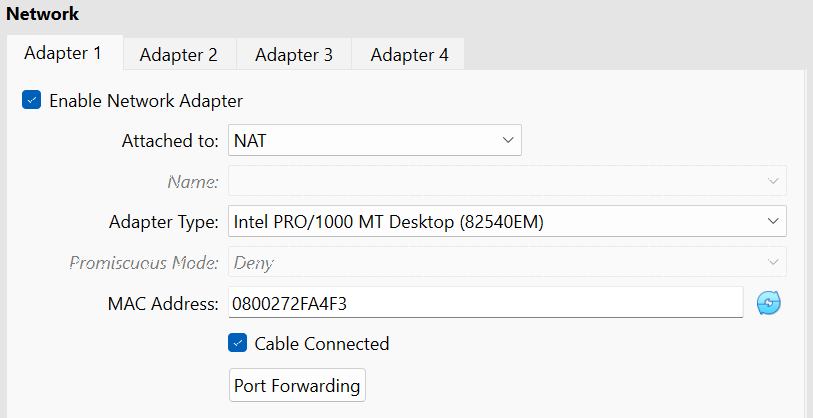 Network
Adapter 1 Adapter 2 Adapter 3 Adapter 4
Enable Network Adapter
Attached to: NAT
Name:
Adapter Type: Intel PRO/1000 MT Desktop (82540EM)
Promiscuous Mode: Deny
MAC Address: 0800272FA4F3
Cable Connected
Port Forwarding